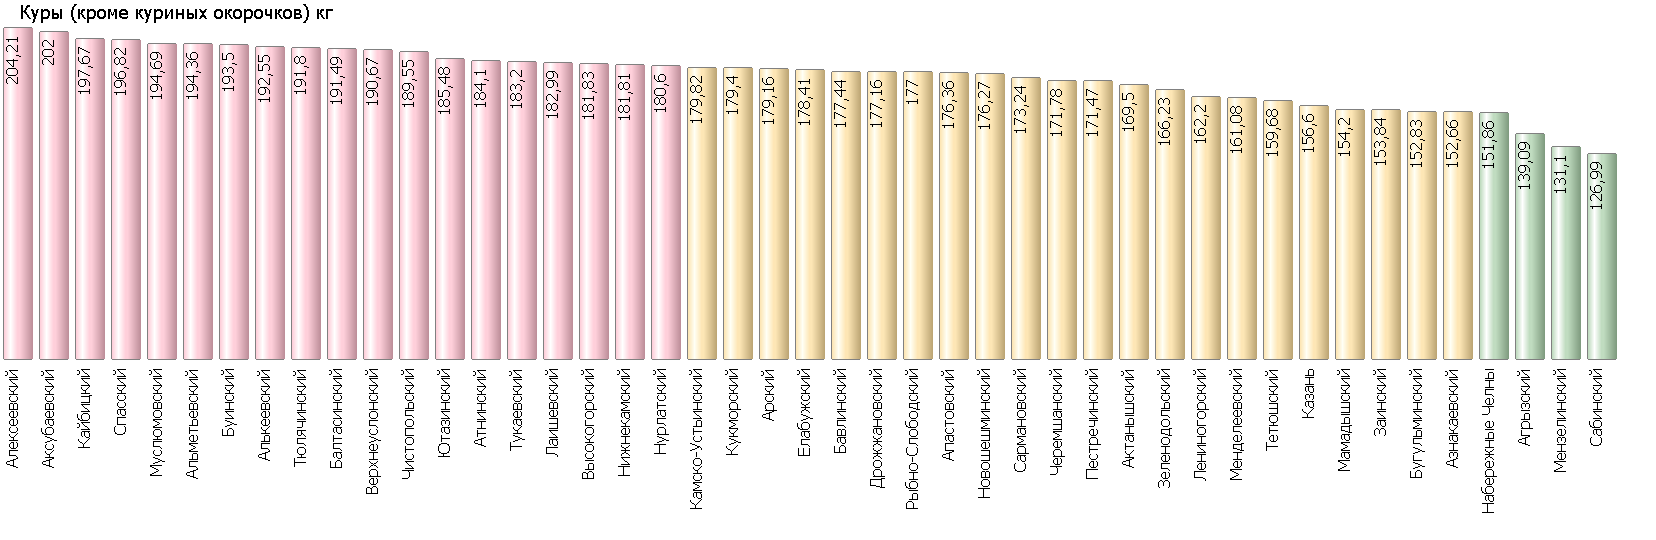 Куры (кроме куриных окорочков) кг
204,21
202
197,67
196,82
194,69
194,36
193,5
192,55
191,8
191,49
190,67
189,55
185,48
184,1
183,2
182,99
181,83
181,81
180,6
179,82
179,4
179,16
178,41
177,44
177,16
177
176,36
176,27
173,24
171,78
171,47
169,5
166,23
162,2
161,08
159,68
156,6
154,2
153,84
152,83
152,66
151,86
139,09
131,1
126,99
Алексеевский
Аксубаевский
Кайбицкий
Спасский
Муслюмовский
Альметьевский
Буинский
Алькеевский
Тюлячинский
Балтасинский
Верхнеуслонский
Чистопольский
Ютазинский
Атнинский
Тукаевский
Лаишевский
Высокогорский
Нижнекамский
Нурлатский
Камско-Устьинский
Кукморский
Арский
Елабужский
Бавлинский
Дрожжановский
Рыбно-Слободский
Апастовский
Новошешминский
Сармановский
Черемшанский
Пестречинский
Актанышский
Зеленодольский
Лениногорский
Менделеевский
Тетюшский
Казань
Мамадышский
Заинский
Бугульминский
Азнакаевский
Набережные Челны
Агрызский
Мензелинский
Сабинский